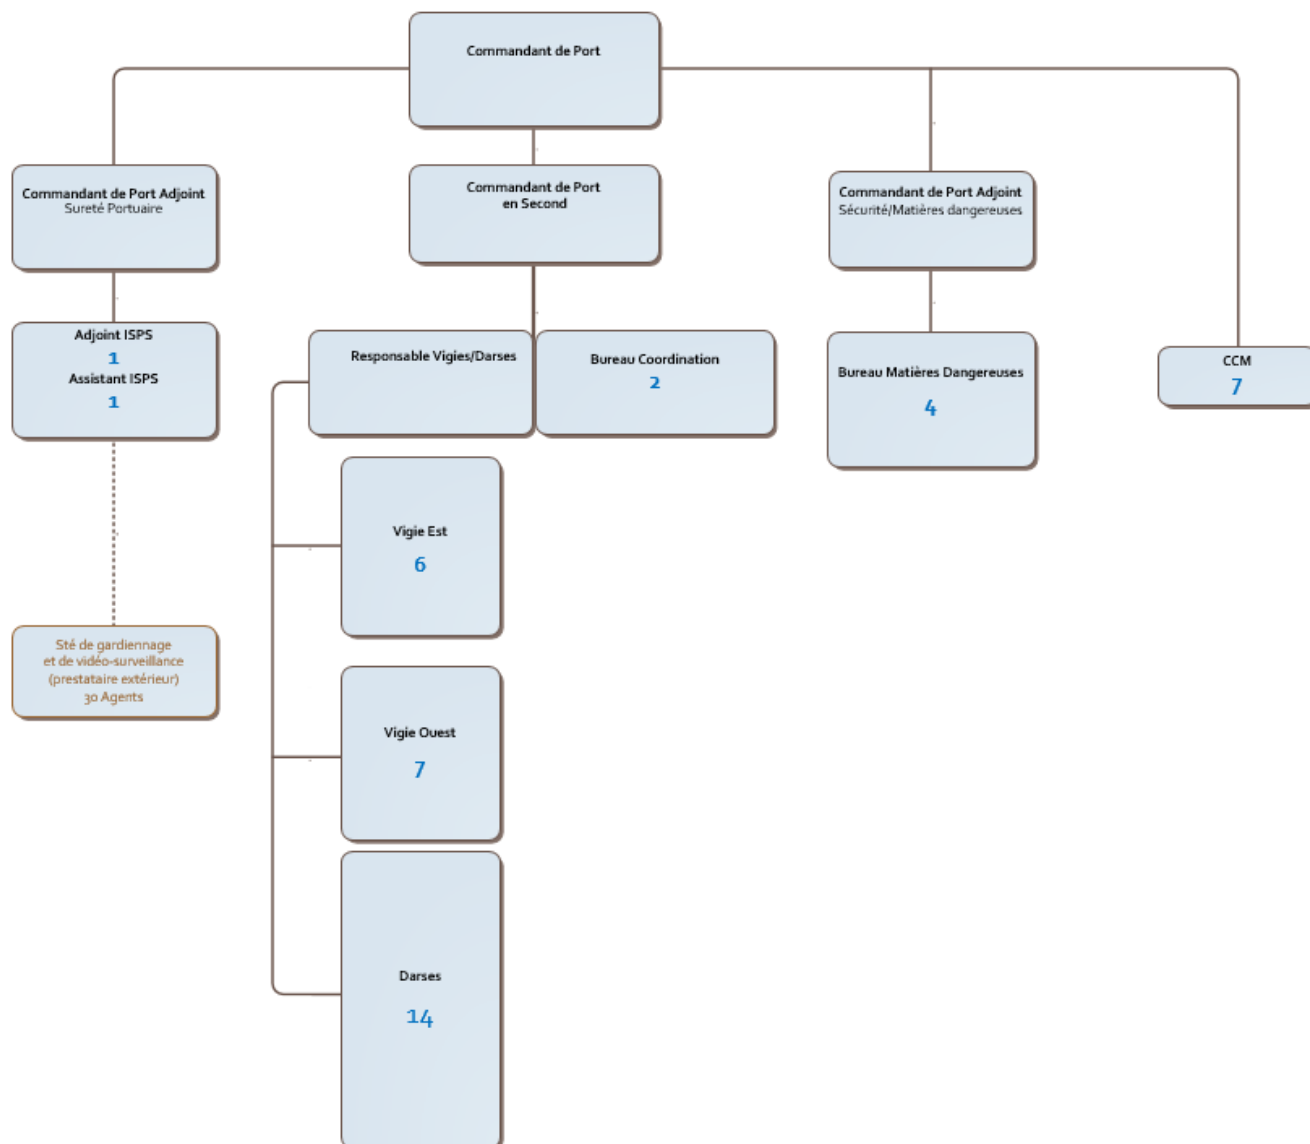 Commandant de Port
Commandant de Port Adjoint
Sureté Portuaire
Commandant de Port
en Second
Commandant de Port Adjoint
Sécurité/Matières dangereuses
Adjoint ISPS
1
Assistant ISPS
1
Responsable Vigies/Darses
Bureau Coordination
2
Bureau Matières Dangereuses
4
CCM
7
Vigie Est
6
Sté de gardiennage
et de vidéo-surveillance
(prestataire extérieur)
30 Agents
Vigie Ouest
7
Darses
14